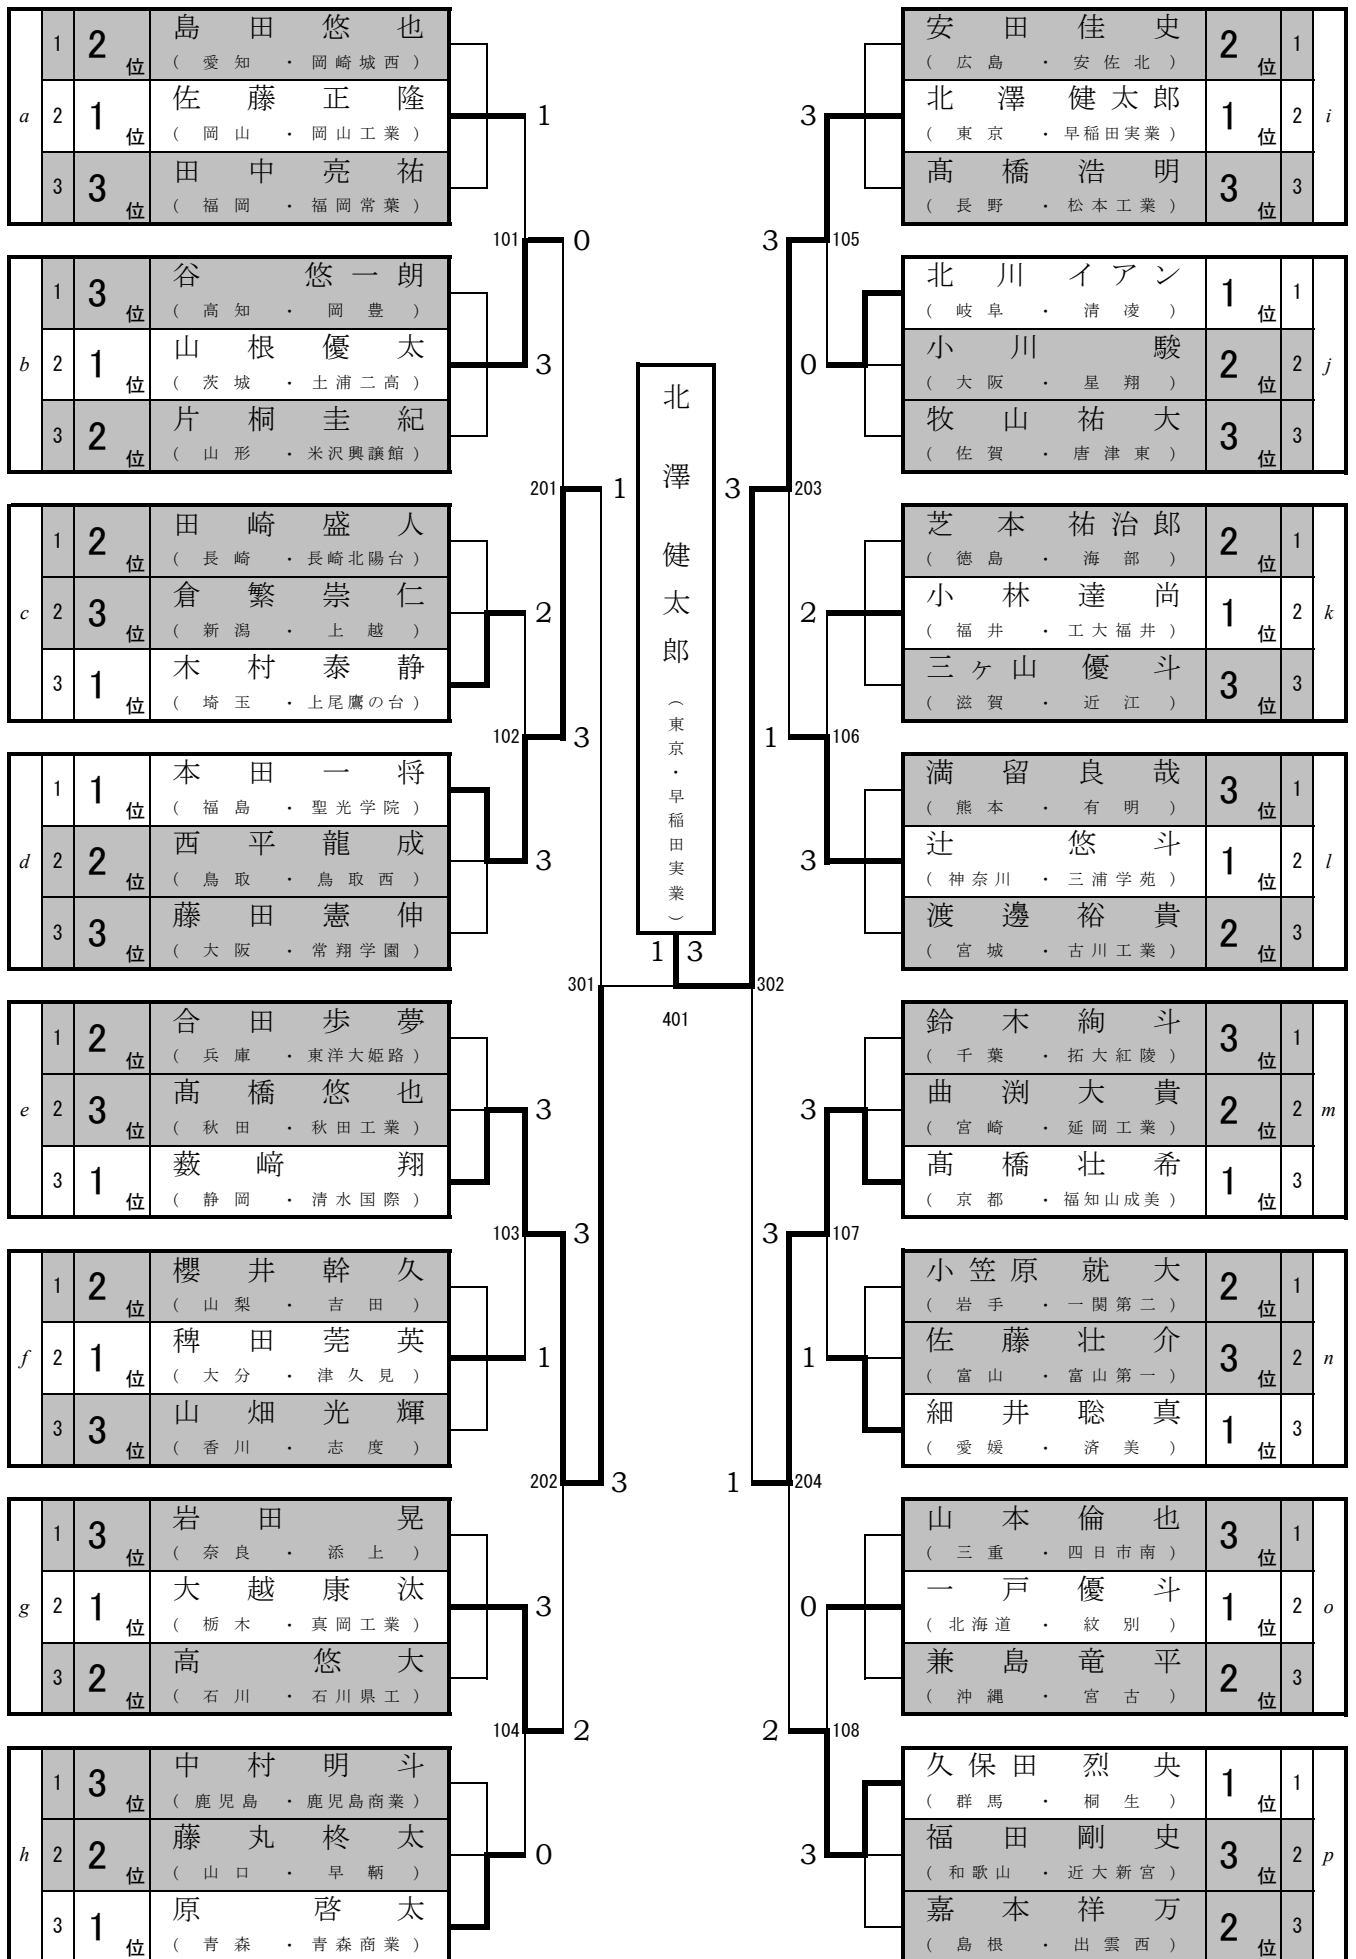 a
1 2位 島田悠也
(愛知・岡崎城西)
2 1位 佐藤正隆
(岡山・岡山工業)
3 3位 田中亮祐
(福岡・福岡常葉)
1
101 0
b
1 3位 谷悠一朗
(高知・岡豊)
2 1位 山根優太
(茨城・土浦二高)
3 2位 片桐圭紀
(山形・米沢興譲館)
3
201 1
c
1 2位 田崎盛人
(長崎・長崎北陽台)
2 3位 倉繁崇仁
(新潟・上越)
3 1位 木村泰静
(埼玉・上尾鷹の台)
2
102 3
d
1 1位 本田一将
(福島・聖光学院)
2 2位 西平龍成
(鳥取・鳥取西)
3 3位 藤田憲伸
(大阪・常翔学園)
3
301
e
1 2位 合田歩夢
(兵庫・東洋大姫路)
2 3位 髙橋悠也
(秋田・秋田工業)
3 1位 薮﨑翔
(静岡・清水国際)
3
103 3
f
1 2位 櫻井幹久
(山梨・吉田)
2 1位 稗田莞英
(大分・津久見)
3 3位 山畑光輝
(香川・志度)
1
202 3
g
1 3位 岩田晃
(奈良・添上)
2 1位 大越康汰
(栃木・真岡工業)
3 2位 高悠大
(石川・石川県工)
3
104 2
h
1 3位 中村明斗
(鹿児島・鹿児島商業)
2 2位 藤丸柊太
(山口・早鞆)
3 1位 原啓太
(青森・青森商業)
0
北澤健太郎(東京・早稲田実業)
1 3
401
安田佳史 2位 1
(広島・安佐北)
北澤健太郎 1位 2
(東京・早稲田実業)
髙橋浩明 3位 3
(長野・松本工業)
i
3
3 105
北川イアン 1位 1
(岐阜・清凌)
小川駿 2位 2
(大阪・星翔)
牧山祐大 3位 3
(佐賀・唐津東)
j
0
3 203
芝本祐治郎 2位 1
(徳島・海部)
小林達尚 1位 2
(福井・工大福井)
三ヶ山優斗 3位 3
(滋賀・近江)
k
2
1 106
満留良哉 3位 1
(熊本・有明)
辻悠斗 1位 2
(神奈川・三浦学苑)
渡邊裕貴 2位 3
(宮城・古川工業)
l
3
302
鈴木絢斗 3位 1
(千葉・拓大紅陵)
曲渕大貴 2位 2
(宮崎・延岡工業)
髙橋壮希 1位 3
(京都・福知山成美)
m
3
3 107
小笠原就大 2位 1
(岩手・一関第二)
佐藤壮介 3位 2
(富山・富山第一)
細井聡真 1位 3
(愛媛・済美)
n
1
1 204
山本倫也 3位 1
(三重・四日市南)
一戸優斗 1位 2
(北海道・紋別)
兼島竜平 2位 3
(沖縄・宮古)
o
0
2 108
久保田烈央 1位 1
(群馬・桐生)
福田剛史 3位 2
(和歌山・近大新宮)
嘉本祥万 2位 3
(島根・出雲西)
p
3